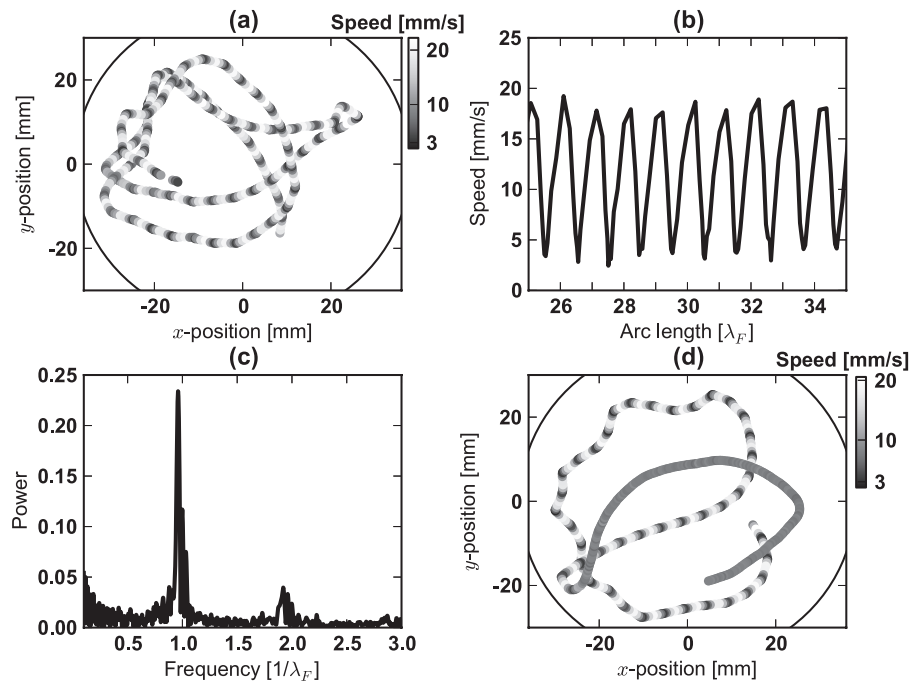 (a)
Speed [mm/s]
20
10
3
20
0
-20
-20
0
20
y-position [mm]
x-position [mm]
(b)
25
20
15
10
5
0
26
28
30
32
34
Speed [mm/s]
Arc length [λ_F]
(c)
0.25
0.20
0.15
0.10
0.05
0.00
0.5
1.0
1.5
2.0
2.5
3.0
Power
Frequency [1/λ_F]
(d)
Speed [mm/s]
20
10
3
20
0
-20
-20
0
20
y-position [mm]
x-position [mm]